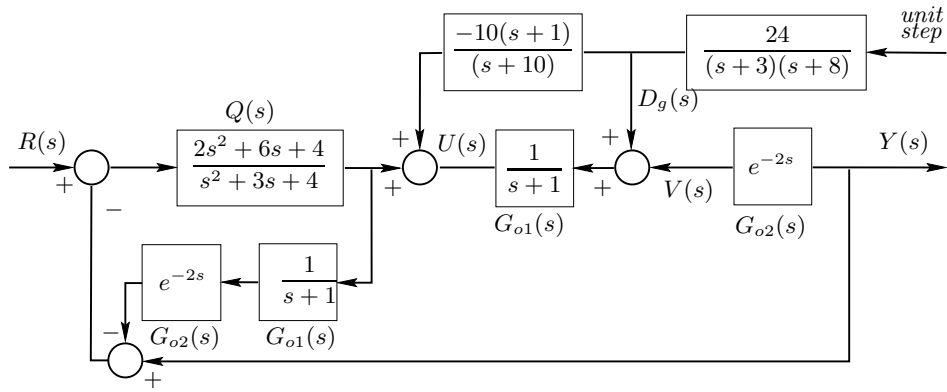 unit
step
-10(s+1)
(s+10)
24
(s+3)(s+8)
D_g(s)
Q(s)
R(s)
+
−
2s^2+6s+4
s^2+3s+4
+
+
U(s)
1
s+1
G_{o1}(s)
+
+
V(s)
e^{-2s}
G_{o2}(s)
Y(s)
e^{-2s}
G_{o2}(s)
1
s+1
G_{o1}(s)
−
+